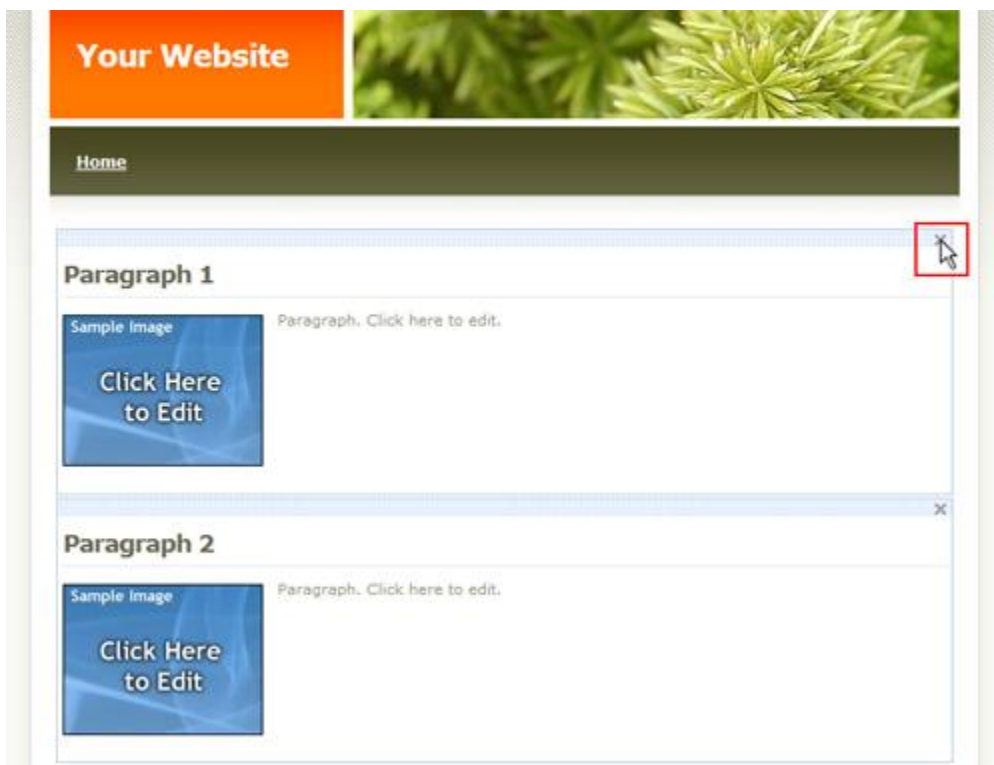 Your Website
Home
Paragraph 1
Sample Image
Click Here
to Edit
Paragraph. Click here to edit.
Paragraph 2
Sample Image
Click Here
to Edit
Paragraph. Click here to edit.